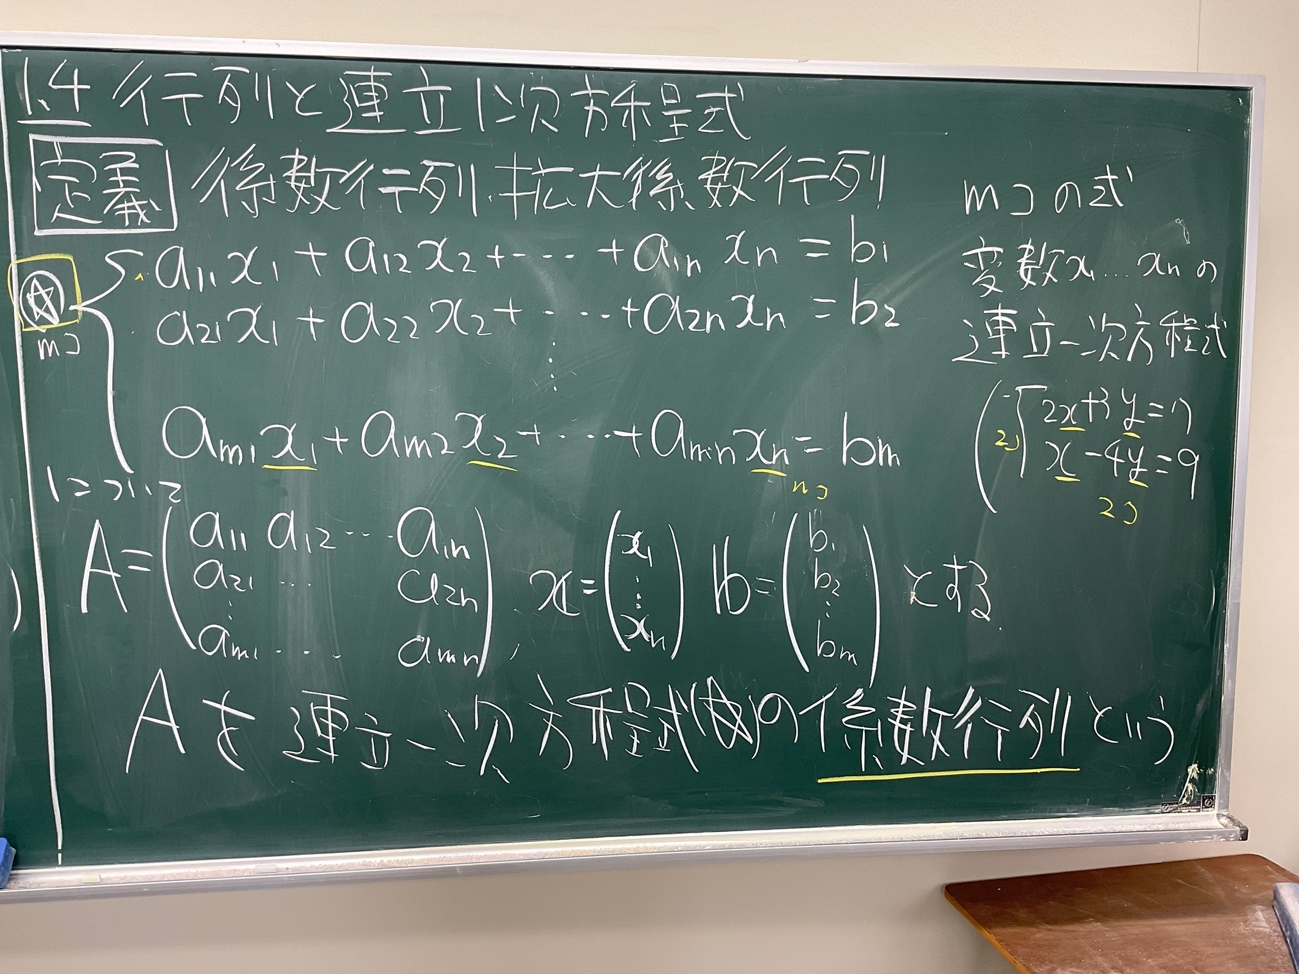 1.4 行列と連立1次方程式
定義 係数行列、拡大係数行列
a11x1 + a12x2 + ・・・ + a1nxn = b1
☆ a21x1 + a22x2 + ・・・ + a2nxn = b2
mコ
⋮
am1x1 + am2x2 + ・・・ + amnxn = bm
nコ
について
A = (a11 a12 ・・・ a1n
a21 ・・・ a2n
⋮
am1 ・・・ amn), x = (x1 ⋮ xn) b = (b1 b2 ⋮ bm) とする.
Aを連立一次方程式(☆)の係数行列という
mコの式
変数x1…xnの
連立一次方程式
2x+3y=7
2コ x-4y=9
2コ